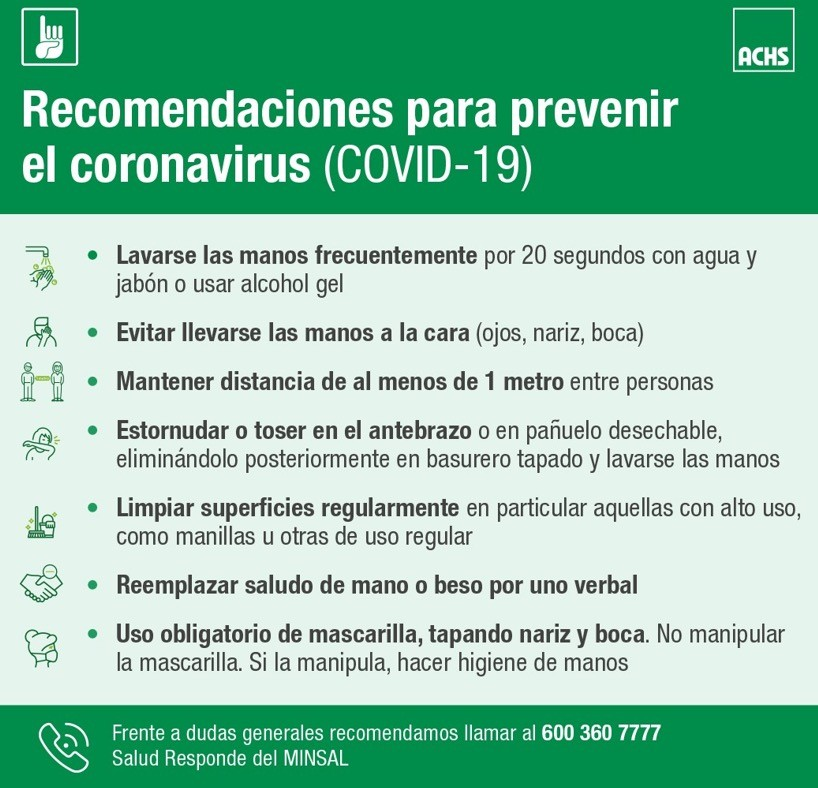 ACHS
Recomendaciones para prevenir
el coronavirus (COVID-19)
• Lavarse las manos frecuentemente por 20 segundos con agua y
jabón o usar alcohol gel
• Evitar llevarse las manos a la cara (ojos, nariz, boca)
• Mantener distancia de al menos de 1 metro entre personas
• Estornudar o toser en el antebrazo o en pañuelo desechable,
eliminándolo posteriormente en basurero tapado y lavarse las manos
• Limpiar superficies regularmente en particular aquellas con alto uso,
como manillas u otras de uso regular
• Reemplazar saludo de mano o beso por uno verbal
• Uso obligatorio de mascarilla, tapando nariz y boca. No manipular
la mascarilla. Si la manipula, hacer higiene de manos
Frente a dudas generales recomendamos llamar al 600 360 7777
Salud Responde del MINSAL